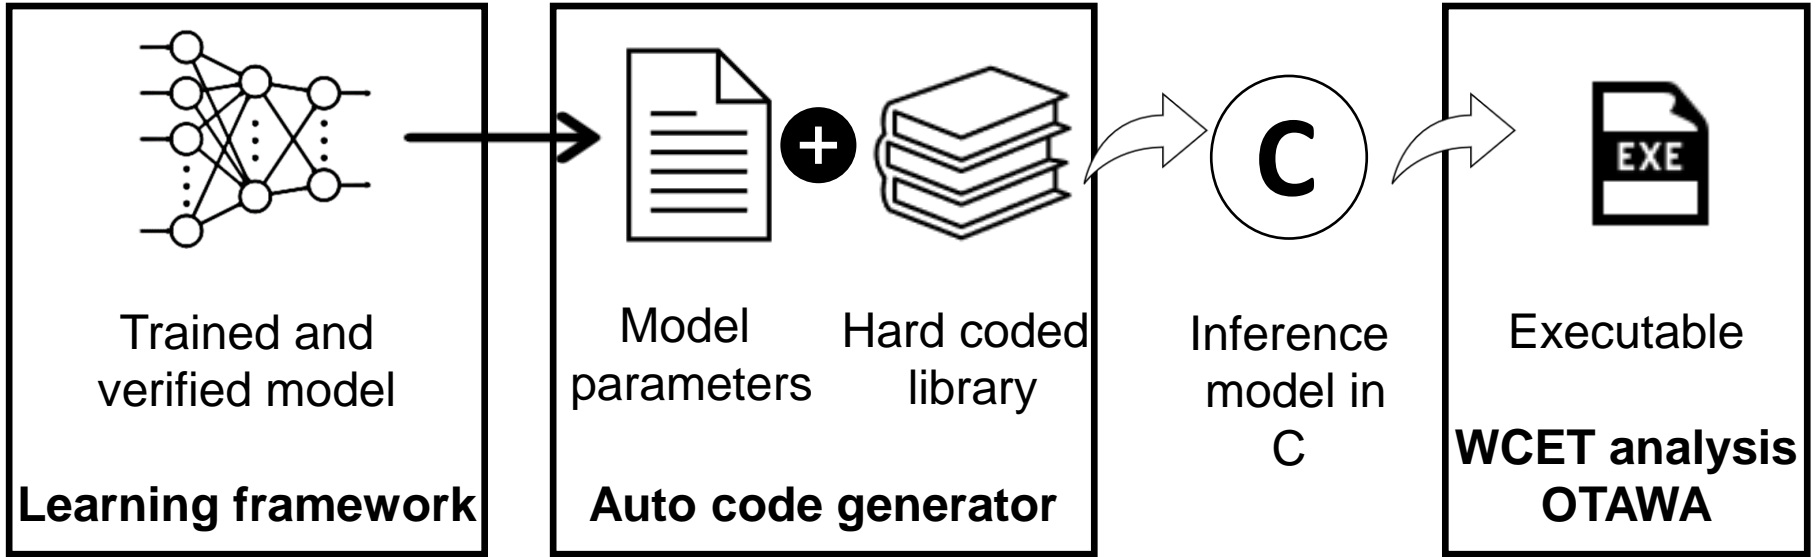 Trained and
verified model
Learning framework
+
Model
parameters
Hard coded
library
Auto code generator
C
Inference
model in
C
EXE
Executable
WCET analysis
OTAWA